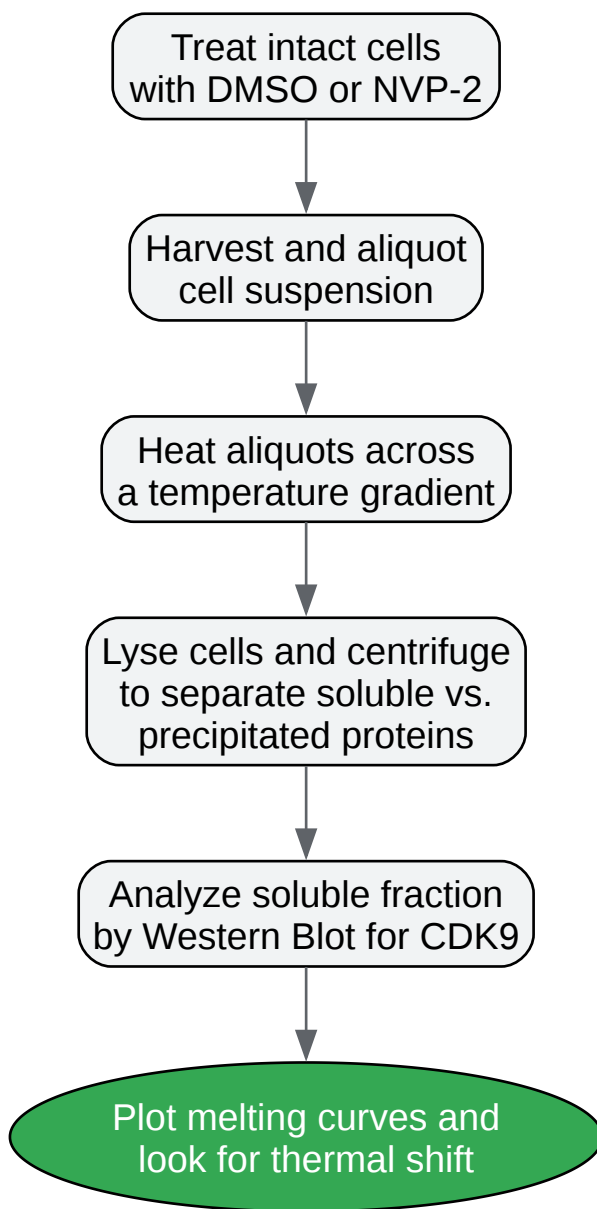 Treat intact cells
with DMSO or NVP-2
Harvest and aliquot
cell suspension
Heat aliquots across
a temperature gradient
Lyse cells and centrifuge
to separate soluble vs.
precipitated proteins
Analyze soluble fraction
by Western Blot for CDK9
Plot melting curves and
look for thermal shift